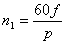 n₁ = 60f / p